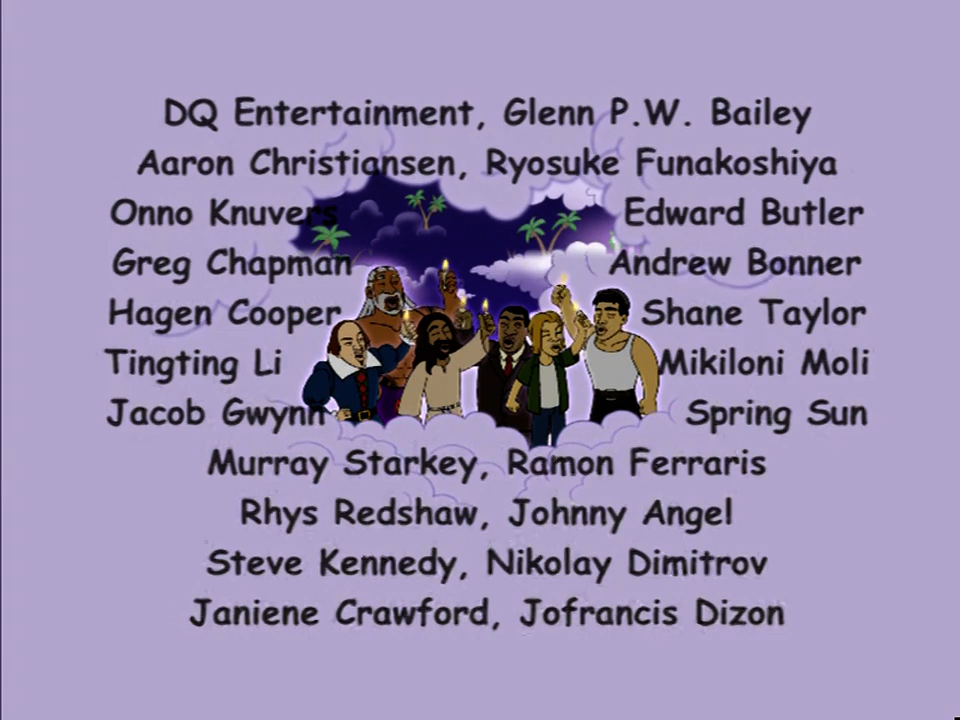 DQ Entertainment, Glenn P.W. Bailey
Aaron Christiansen, Ryosuke Funakoshiya
Onno Knuvers Edward Butler
Greg Chapman Andrew Bonner
Hagen Cooper Shane Taylor
Tingting Li Mikiloni Moli
Jacob Gwynn Spring Sun
Murray Starkey, Ramon Ferraris
Rhys Redshaw, Johnny Angel
Steve Kennedy, Nikolay Dimitrov
Janiene Crawford, Jofrancis Dizon